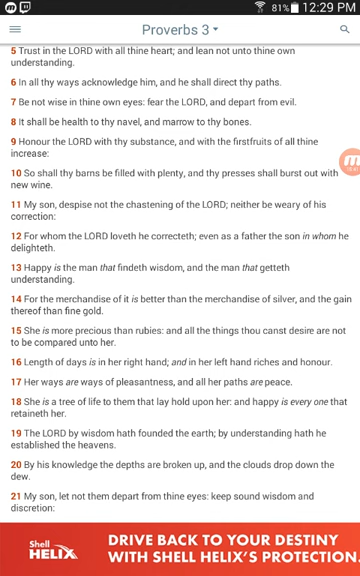 81% 12:29 PM
Proverbs 3
5 Trust in the LORD with all thine heart; and lean not unto thine own
understanding.
6 In all thy ways acknowledge him, and he shall direct thy paths.
7 Be not wise in thine own eyes: fear the LORD, and depart from evil.
8 It shall be health to thy navel, and marrow to thy bones.
9 Honour the LORD with thy substance, and with the firstfruits of all thine
increase:
10 So shall thy barns be filled with plenty, and thy presses shall burst out with
new wine.
11 My son, despise not the chastening of the LORD; neither be weary of his
correction:
12 For whom the LORD loveth he correcteth; even as a father the son in whom he
delighteth.
13 Happy is the man that findeth wisdom, and the man that getteth
understanding.
14 For the merchandise of it is better than the merchandise of silver, and the gain
thereof than fine gold.
15 She is more precious than rubies: and all the things thou canst desire are not
to be compared unto her.
16 Length of days is in her right hand; and in her left hand riches and honour.
17 Her ways are ways of pleasantness, and all her paths are peace.
18 She is a tree of life to them that lay hold upon her: and happy is every one that
retaineth her.
19 The LORD by wisdom hath founded the earth; by understanding hath he
established the heavens.
20 By his knowledge the depths are broken up, and the clouds drop down the
dew.
21 My son, let not them depart from thine eyes: keep sound wisdom and
discretion:
Shell
HELIX
DRIVE BACK TO YOUR DESTINY
WITH SHELL HELIX'S PROTECTION.